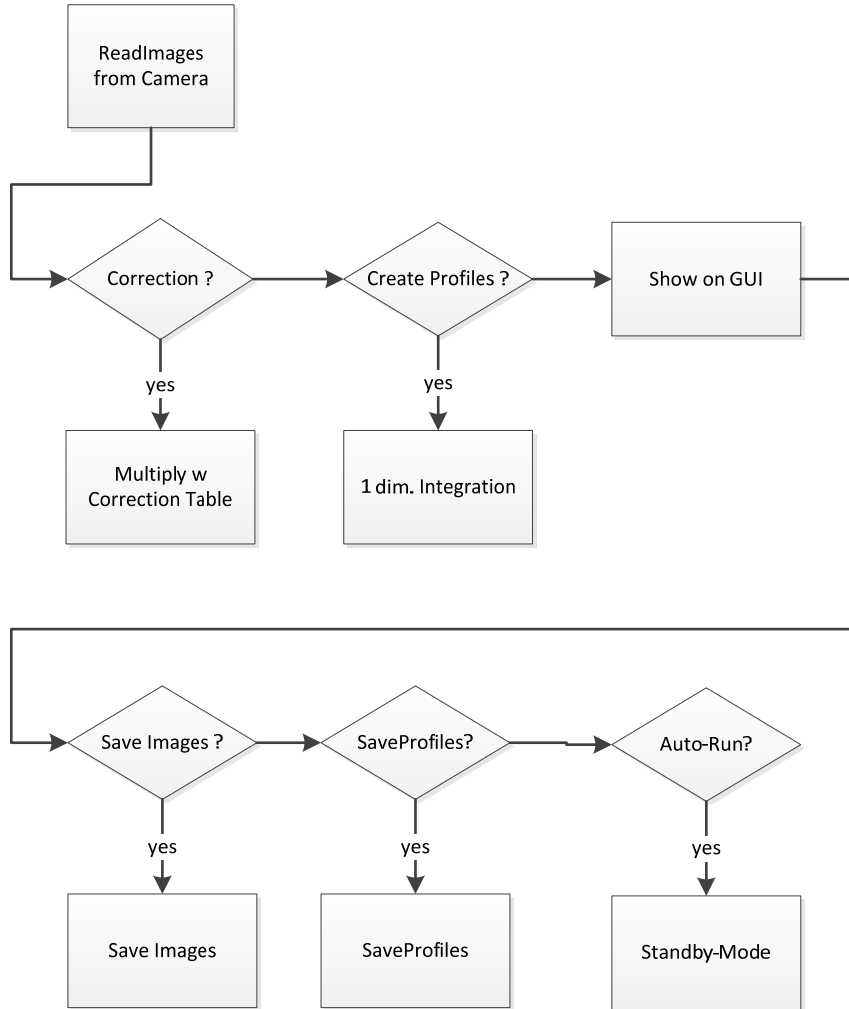 ReadImages
from Camera
Correction ?
Create Profiles ?
Show on GUI
yes
yes
Multiply w
Correction Table
1 dim. Integration
Save Images ?
SaveProfiles?
Auto-Run?
yes
yes
yes
Save Images
SaveProfiles
Standby-Mode